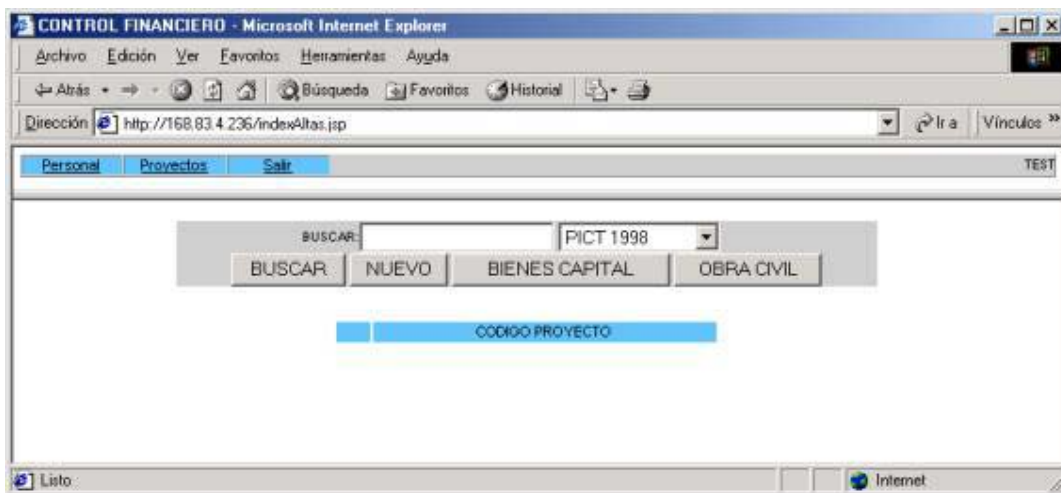 CONTROL FINANCIERO - Microsoft Internet Explorer
Archivo Edición Ver Favoritos Herramientas Ayuda
Atrás Búsqueda Favoritos Historial
Dirección http://168.83.4.236/indexAltas.jsp Ir a Vínculos »
Personal Proyectos Salir TEST
BUSCAR: PICT 1998
BUSCAR NUEVO BIENES CAPITAL OBRA CIVIL
CODIGO PROYECTO
Listo Internet